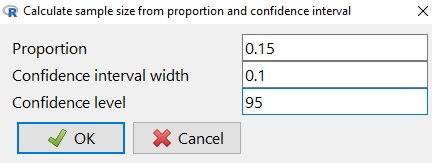 Calculate sample size from proportion and confidence interval
Proportion 0.15
Confidence interval width 0.1
Confidence level 95
OK Cancel